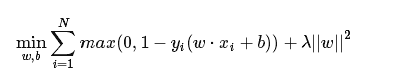 \min_{w,b} \sum_{i=1}^{N} max(0, 1 - y_i(w \cdot x_i + b)) + \lambda||w||^2